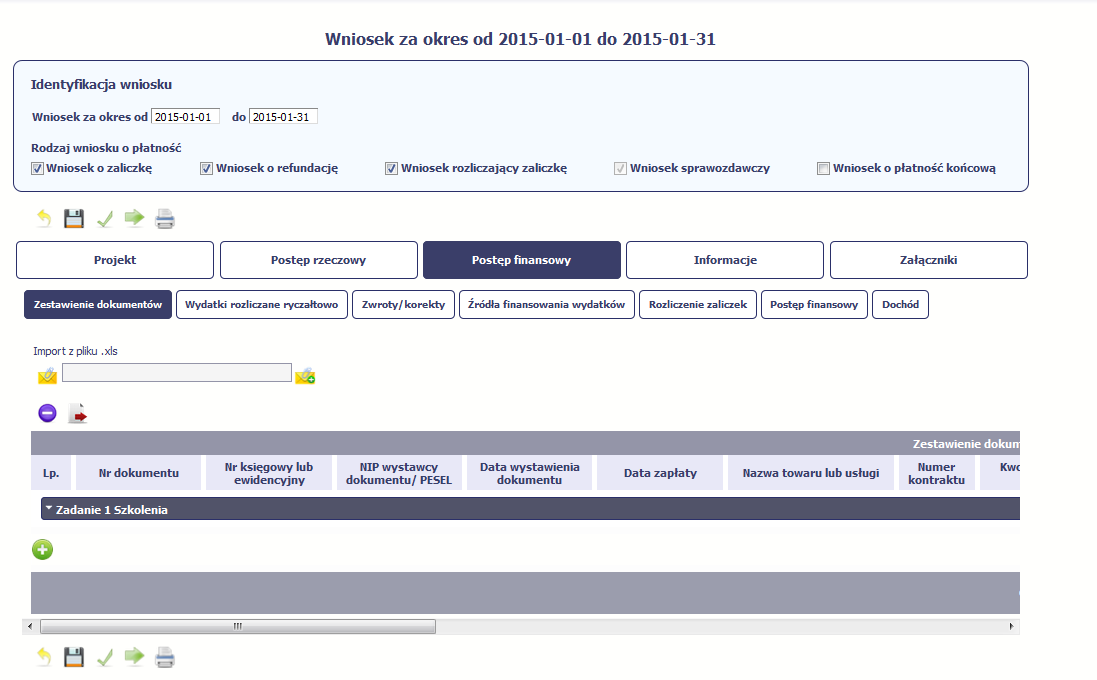 Wniosek za okres od 2015-01-01 do 2015-01-31
Identyfikacja wniosku
Wniosek za okres od 2015-01-01 do 2015-01-31
Rodzaj wniosku o płatność
Wniosek o zaliczkę Wniosek o refundację Wniosek rozliczający zaliczkę Wniosek sprawozdawczy Wniosek o płatność końcową
Projekt Postęp rzeczowy Postęp finansowy Informacje Załączniki
Zestawienie dokumentów Wydatki rozliczane ryczałtowo Zwroty/korekty Źródła finansowania wydatków Rozliczenie zaliczek Postęp finansowy Dochód
Import z pliku .xls
Zestawienie dokum
Lp. Nr dokumentu Nr księgowy lub ewidencyjny NIP wystawcy dokumentu/ PESEL Data wystawienia dokumentu Data zapłaty Nazwa towaru lub usługi Numer kontraktu Kwo
Zadanie 1 Szkolenia